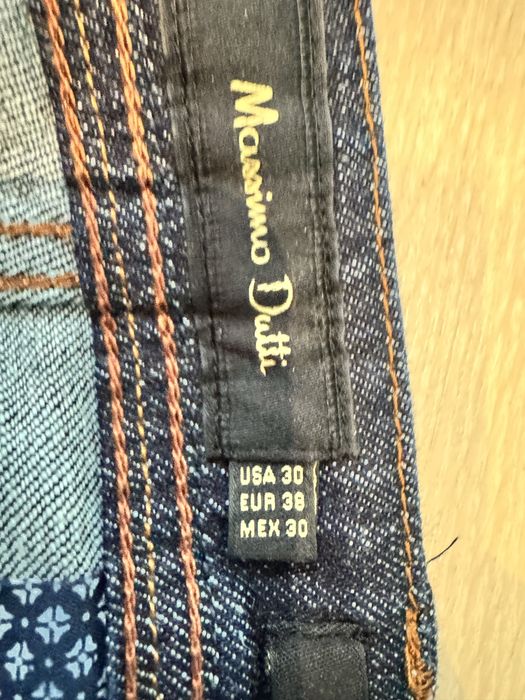 Massimo Dutti
USA 30
EUR 38
MEX 30